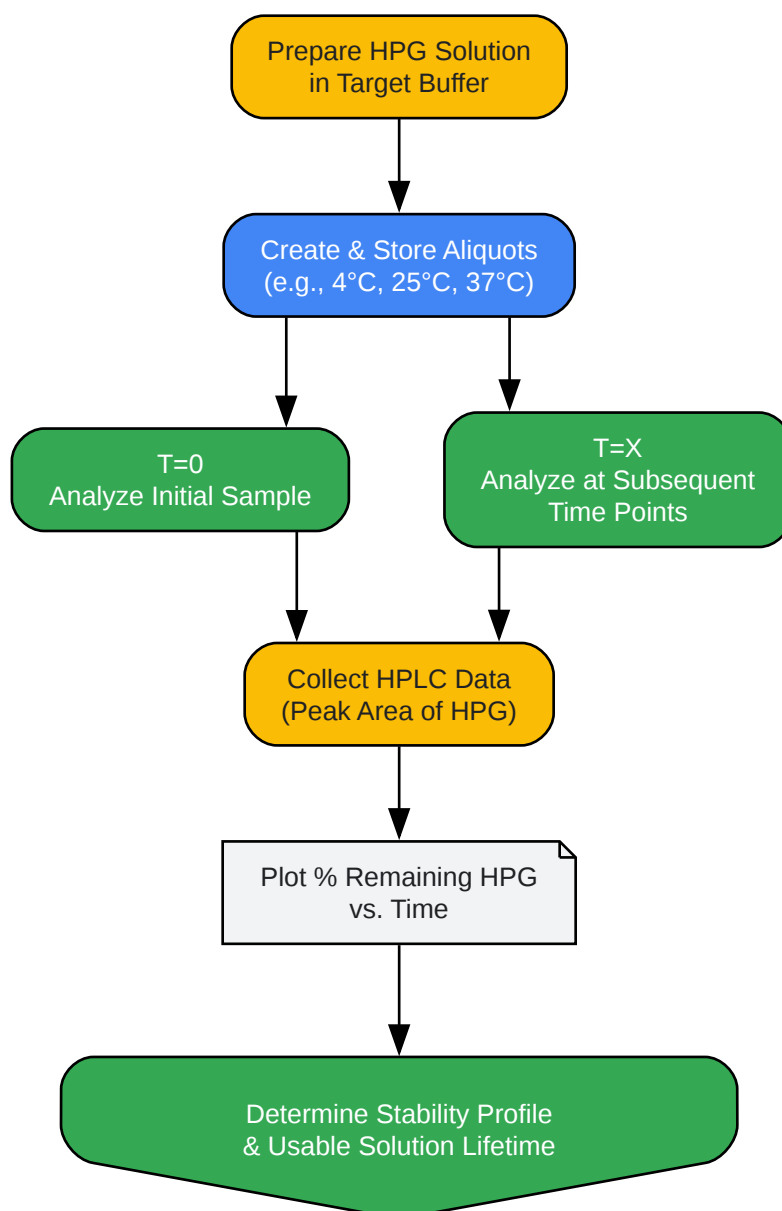 Prepare HPG Solution
in Target Buffer
Create & Store Aliquots
(e.g., 4°C, 25°C, 37°C)
T=0
Analyze Initial Sample
T=X
Analyze at Subsequent
Time Points
Collect HPLC Data
(Peak Area of HPG)
Plot % Remaining HPG
vs. Time
Determine Stability Profile
& Usable Solution Lifetime